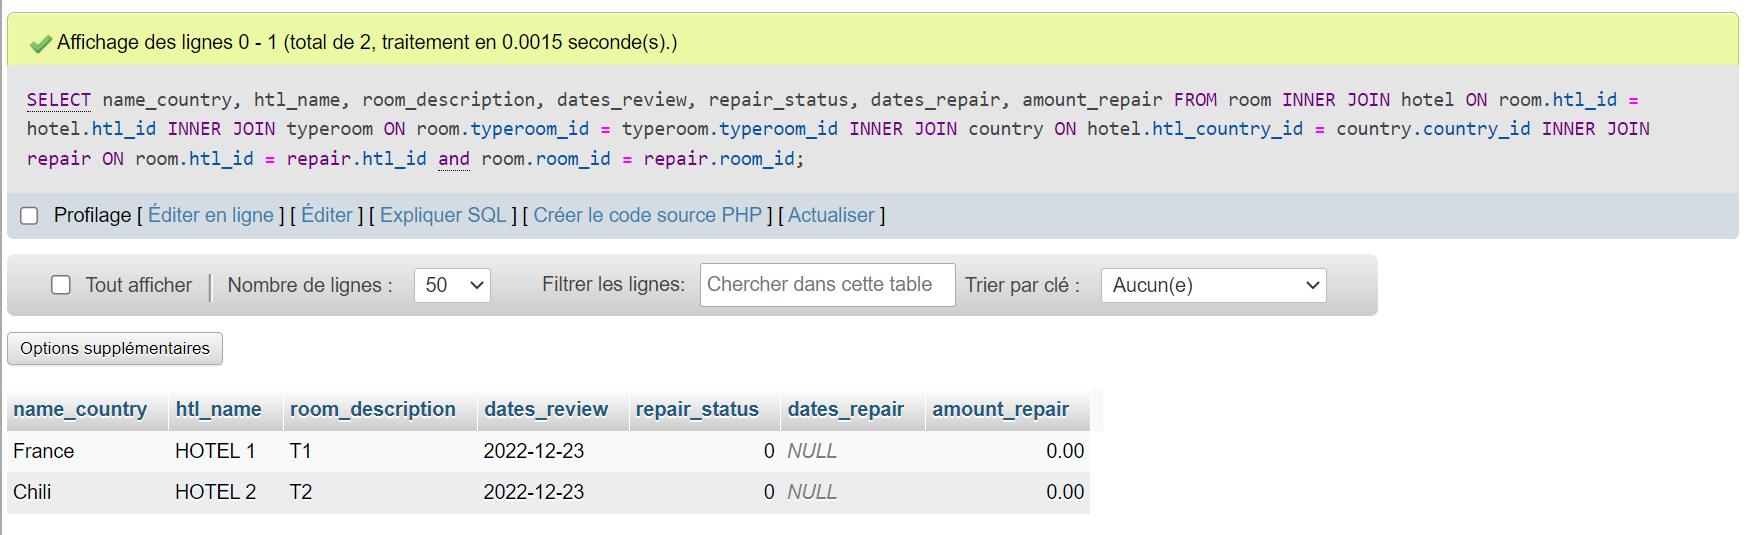 Affichage des lignes 0 - 1 (total de 2, traitement en 0.0015 seconde(s).)
SELECT name_country, htl_name, room_description, dates_review, repair_status, dates_repair, amount_repair FROM room INNER JOIN hotel ON room.htl_id =
hotel.htl_id INNER JOIN typeroom ON room.typeroom_id = typeroom.typeroom_id INNER JOIN country ON hotel.htl_country_id = country.country_id INNER JOIN
repair ON room.htl_id = repair.htl_id and room.room_id = repair.room_id;
Profilage [ Éditer en ligne ] [ Éditer ] [ Expliquer SQL ] [ Créer le code source PHP ] [ Actualiser ]
Tout afficher | Nombre de lignes : 50 Filtrer les lignes: Chercher dans cette table Trier par clé : Aucun(e)
Options supplémentaires
name_country htl_name room_description dates_review repair_status dates_repair amount_repair
France HOTEL 1 T1 2022-12-23 0 NULL 0.00
Chili HOTEL 2 T2 2022-12-23 0 NULL 0.00